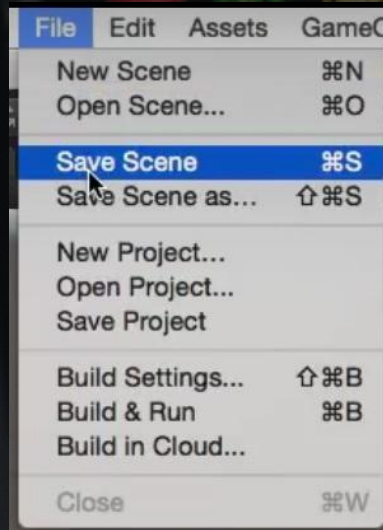 File Edit Assets
New Scene ⌘N
Open Scene... ⌘O
Save Scene ⌘S
Save Scene as... ⇧⌘S
New Project...
Open Project...
Save Project
Build Settings... ⇧⌘B
Build & Run ⌘B
Build in Cloud...
Close ⌘W